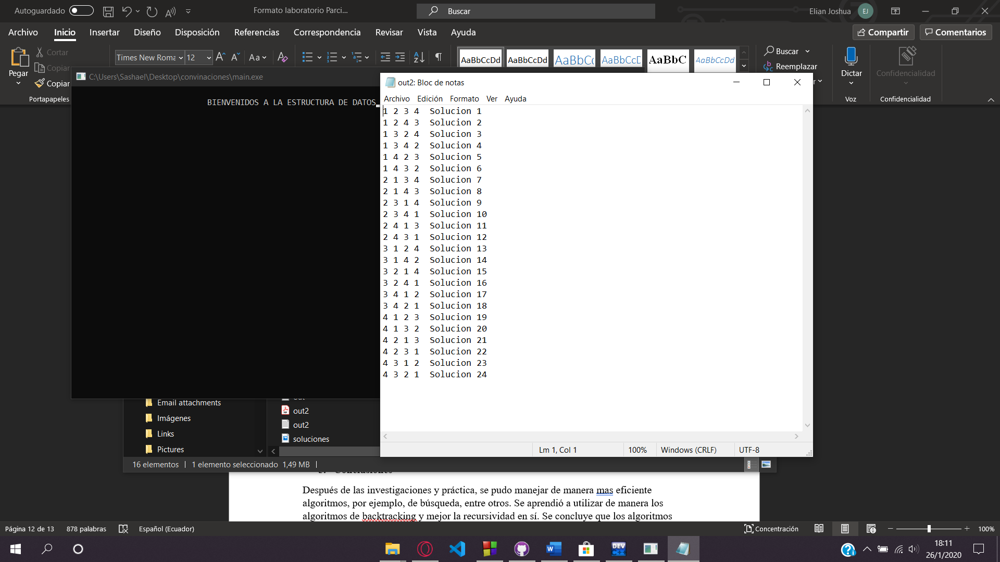 Autoguardado
Formato laboratorio Parci...
Buscar
Elian Joshua
EJ
Archivo Inicio Insertar Diseño Disposición Referencias Correspondencia Revisar Vista Ayuda
Compartir Comentarios
Pegar
Cortar
Copiar
Copiar
Portapapeles
Times New Roma 12
Aa
AaBbCcDd AaBbCcDd AaBbC AaBbCcD AaBbC AaBbCcDd
Buscar
Reemplazar
Dictar
Voz
Confidencialidad
Confidencialidad
C:\Users\Sashael\Desktop\convinaciones\main.exe
BIENVENIDOS A LA ESTRUCTURA DE DATOS
out2: Bloc de notas
Archivo Edición Formato Ver Ayuda
1 2 3 4 Solucion 1
1 2 4 3 Solucion 2
1 3 2 4 Solucion 3
1 3 4 2 Solucion 4
1 4 2 3 Solucion 5
1 4 3 2 Solucion 6
2 1 3 4 Solucion 7
2 1 4 3 Solucion 8
2 3 1 4 Solucion 9
2 3 4 1 Solucion 10
2 4 1 3 Solucion 11
2 4 3 1 Solucion 12
3 1 2 4 Solucion 13
3 1 4 2 Solucion 14
3 2 1 4 Solucion 15
3 2 4 1 Solucion 16
3 4 1 2 Solucion 17
3 4 2 1 Solucion 18
4 1 2 3 Solucion 19
4 1 3 2 Solucion 20
4 2 1 3 Solucion 21
4 2 3 1 Solucion 22
4 3 1 2 Solucion 23
4 3 2 1 Solucion 24
Lm 1, Col 1 100% Windows (CRLF) UTF-8
Email attachments
Imágenes
Links
Pictures
out2
out2
soluciones
16 elementos 1 elemento seleccionado 1,49 MB
Después de las investigaciones y práctica, se pudo manejar de manera mas eficiente
algoritmos, por ejemplo, de búsqueda, entre otros. Se aprendió a utilizar de manera los
algoritmos de backtracking y mejor la recursividad en sí. Se concluye que los algoritmos
Página 12 de 13 878 palabras Español (Ecuador)
Concentración
100%
DEV
18:11
26/1/2020